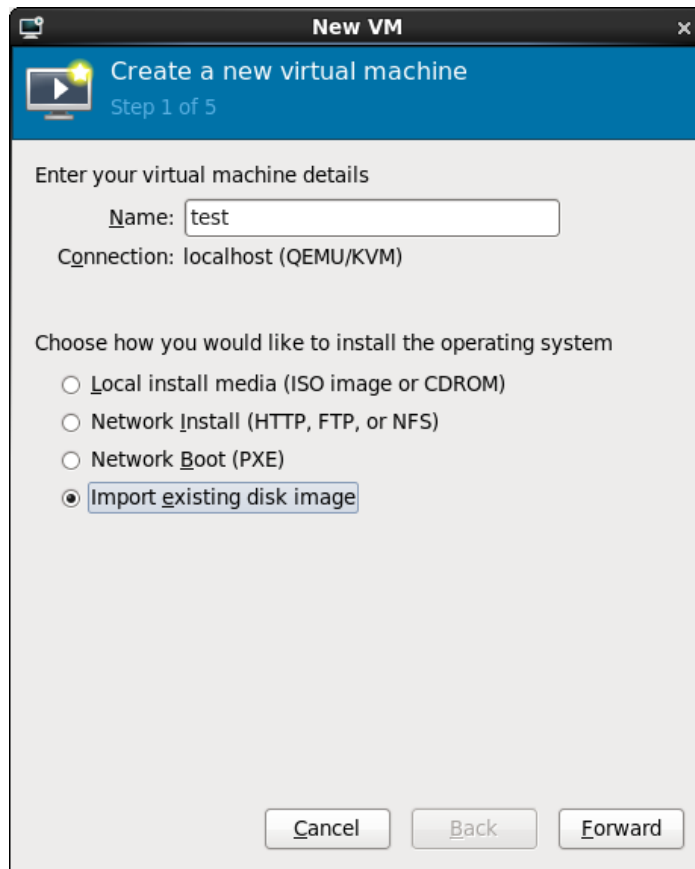 New VM
Create a new virtual machine
Step 1 of 5
Enter your virtual machine details
Name: test
Connection: localhost (QEMU/KVM)
Choose how you would like to install the operating system
Local install media (ISO image or CDROM)
Network Install (HTTP, FTP, or NFS)
Network Boot (PXE)
Import existing disk image
Cancel Back Forward